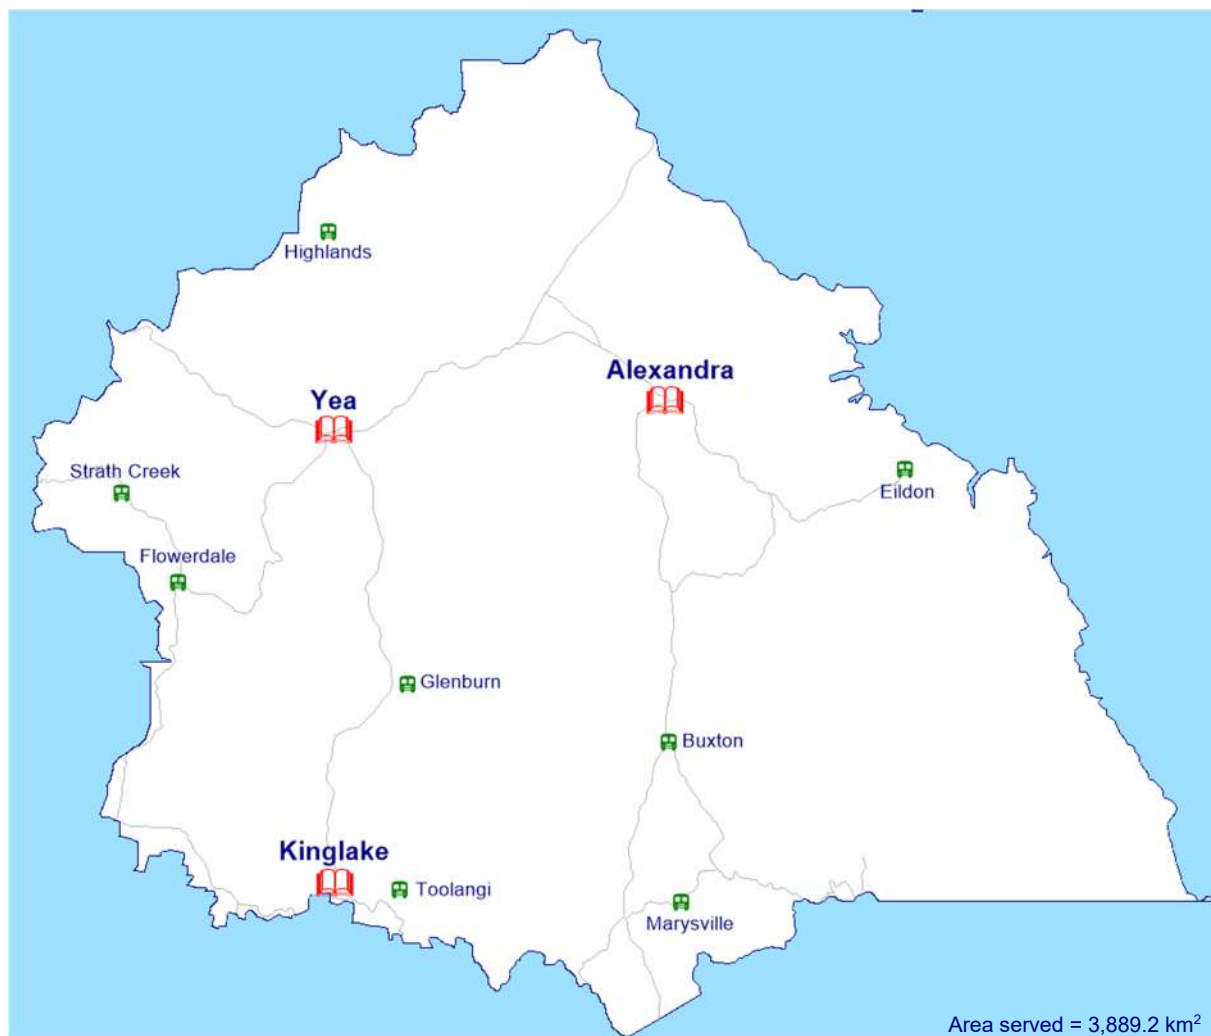 Highlands
Alexandra
Yea
Strath Creek
Eildon
Flowerdale
Glenburn
Buxton
Kinglake
Toolangi
Marysville
Area served = 3,889.2 km²